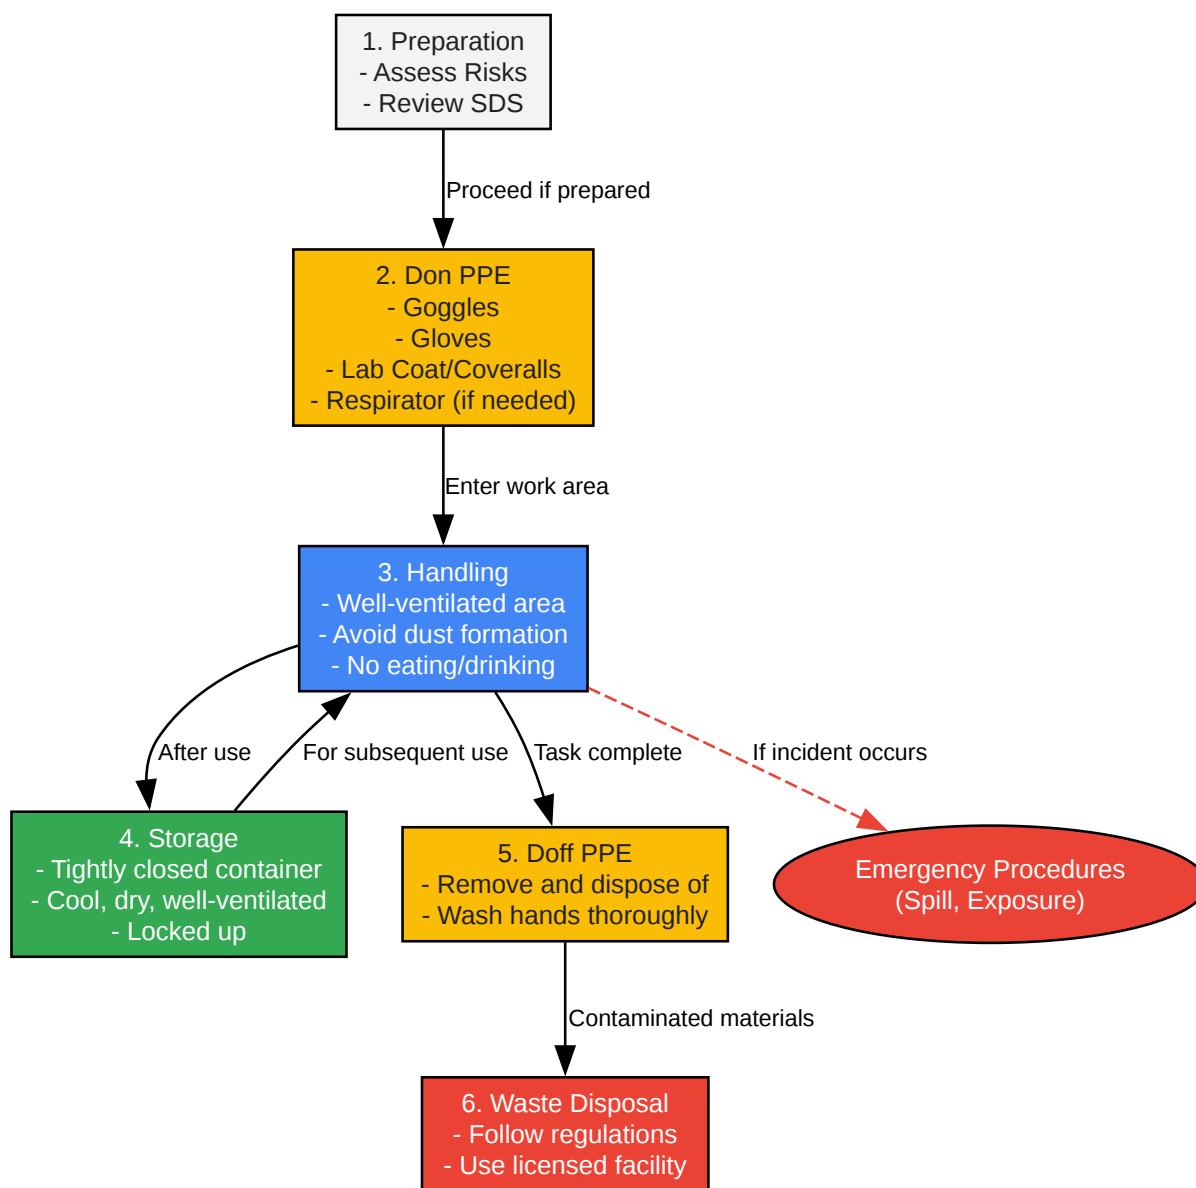 1. Preparation
- Assess Risks
- Review SDS
Proceed if prepared
2. Don PPE
- Goggles
- Gloves
- Lab Coat/Coveralls
- Respirator (if needed)
Enter work area
3. Handling
- Well-ventilated area
- Avoid dust formation
- No eating/drinking
After use
For subsequent use
Task complete
If incident occurs
4. Storage
- Tightly closed container
- Cool, dry, well-ventilated
- Locked up
5. Doff PPE
- Remove and dispose of
- Wash hands thoroughly
Emergency Procedures
(Spill, Exposure)
Contaminated materials
6. Waste Disposal
- Follow regulations
- Use licensed facility